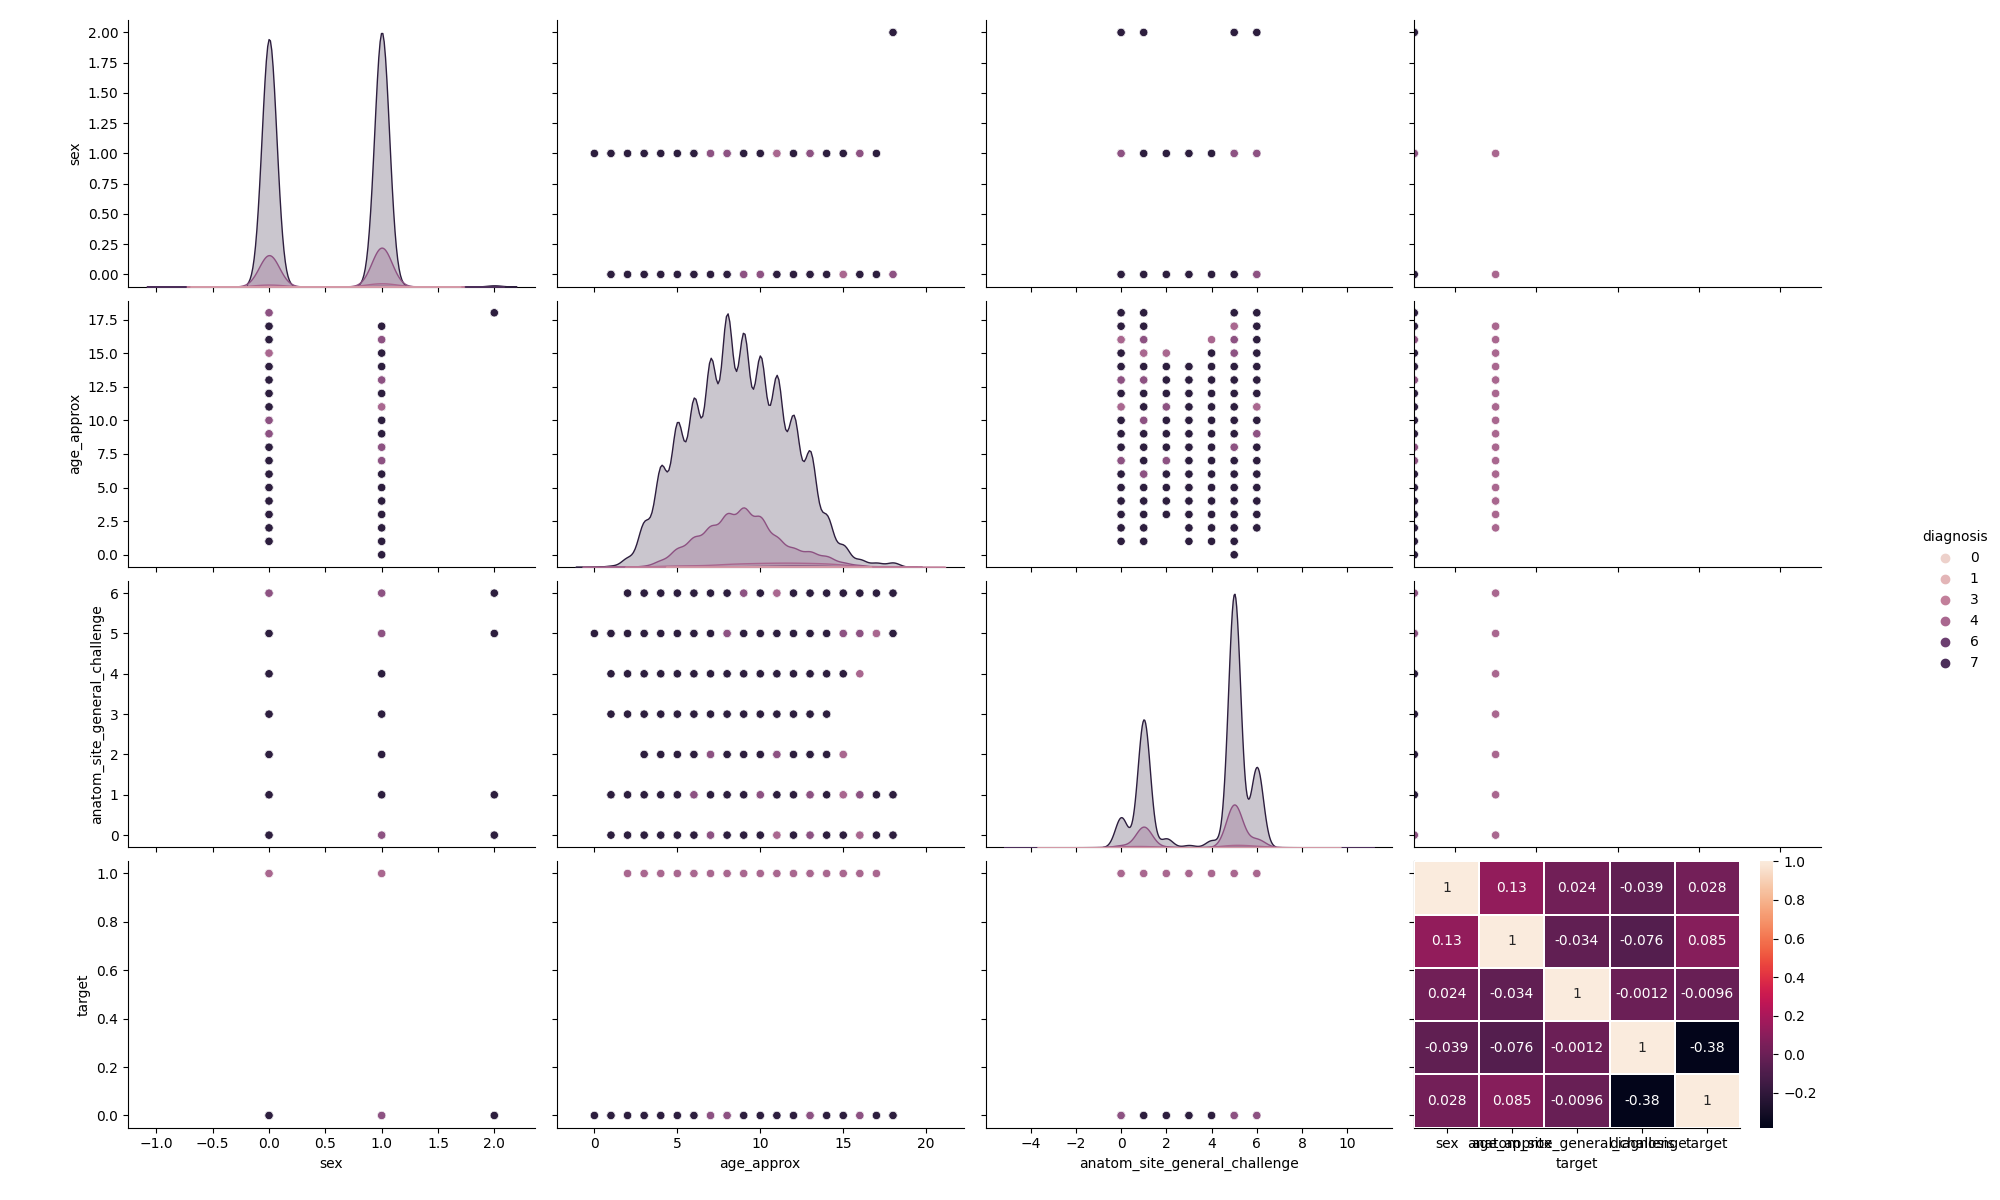 2.00
1.75
1.50
1.25
1.00
0.75
0.50
0.25
0.00
sex
17.5
15.0
12.5
10.0
7.5
5.0
2.5
0.0
age_approx
6
5
4
3
2
1
0
anatom_site_general_challenge
1.0
0.8
0.6
0.4
0.2
0.0
target
−1.0 −0.5 0.0 0.5 1.0 1.5 2.0
sex
0 5 10 15 20
age_approx
−4 −2 0 2 4 6 8 10
anatom_site_general_challenge
1 0.13 0.024 -0.039 0.028
0.13 1 -0.034 -0.076 0.085
0.024 -0.034 1 -0.0012 -0.0096
-0.039 -0.076 -0.0012 1 -0.38
0.028 0.085 -0.0096 -0.38 1
sex age_approx anatom_site_general_challenge diagnosis target
target
1.0
0.8
0.6
0.4
0.2
0.0
−0.2
diagnosis
0
1
3
4
6
7